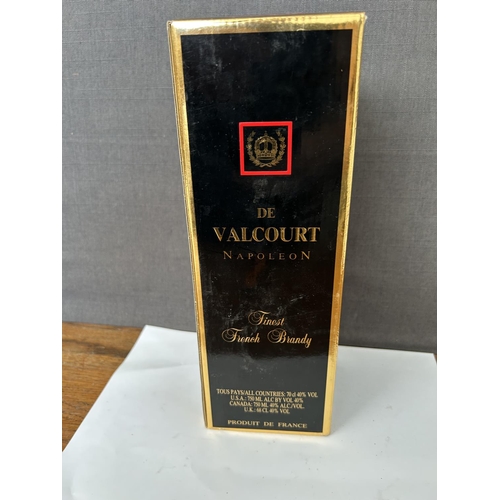 DE
VALCOURT
NAPOLEON
Finest
French Brandy
TOUS PAYS/ALL COUNTRIES: 70 cl 40% VOL
U.S.A.: 750 ML ALC BY VOL 40%
CANADA: 750 ML 40% ALC./VOL.
U.K.: 68 CL 40% VOL
PRODUIT DE FRANCE